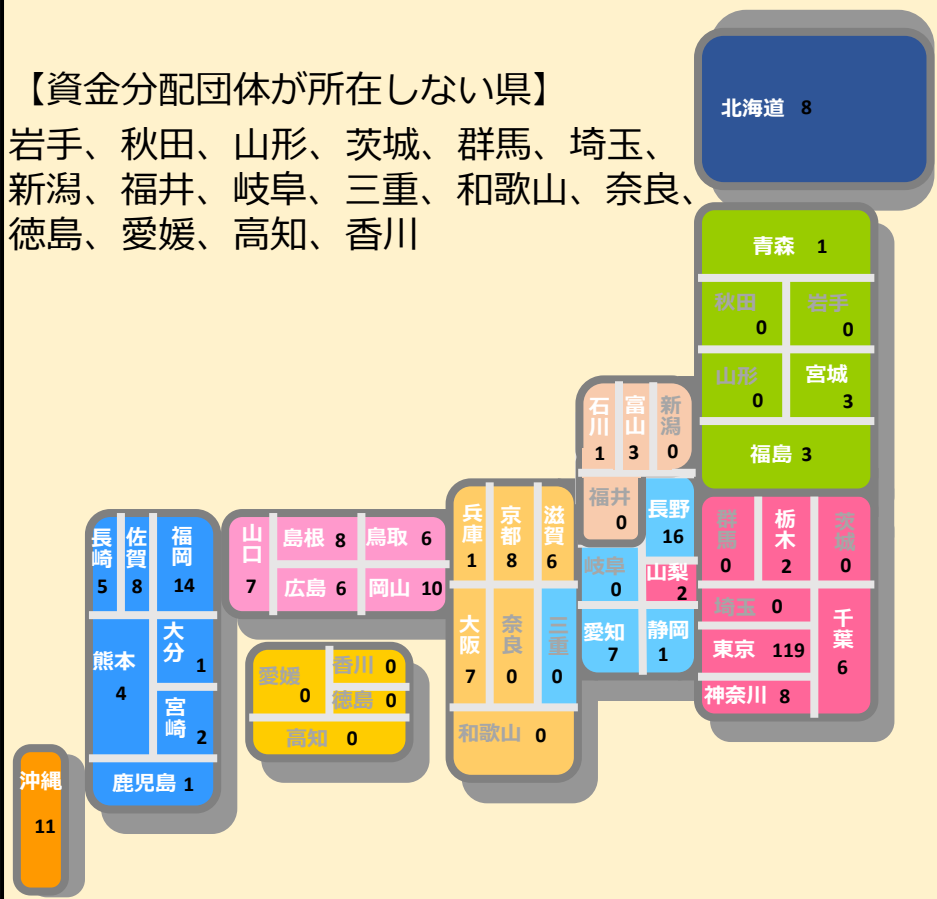 【資金分配団体が所在しない県】
岩手、秋田、山形、茨城、群馬、埼玉、
新潟、福井、岐阜、三重、和歌山、奈良、
徳島、愛媛、高知、香川
北海道 8
青森 1
秋田 0
岩手 0
山形 0
宮城 3
福島 3
石川 1
富山 3
新潟 0
福井 0
長野 16
岐阜 0
山梨 2
愛知 7
静岡 1
群馬 0
栃木 2
茨城 0
埼玉 0
東京 119
神奈川 8
千葉 6
兵庫 1
京都 8
滋賀 6
大阪 7
奈良 0
三重 0
和歌山 0
山口 7
島根 8
鳥取 6
広島 6
岡山 10
愛媛 0
香川 0
徳島 0
高知 0
長崎 5
佐賀 8
福岡 14
熊本 4
大分 1
宮崎 2
鹿児島 1
沖縄 11